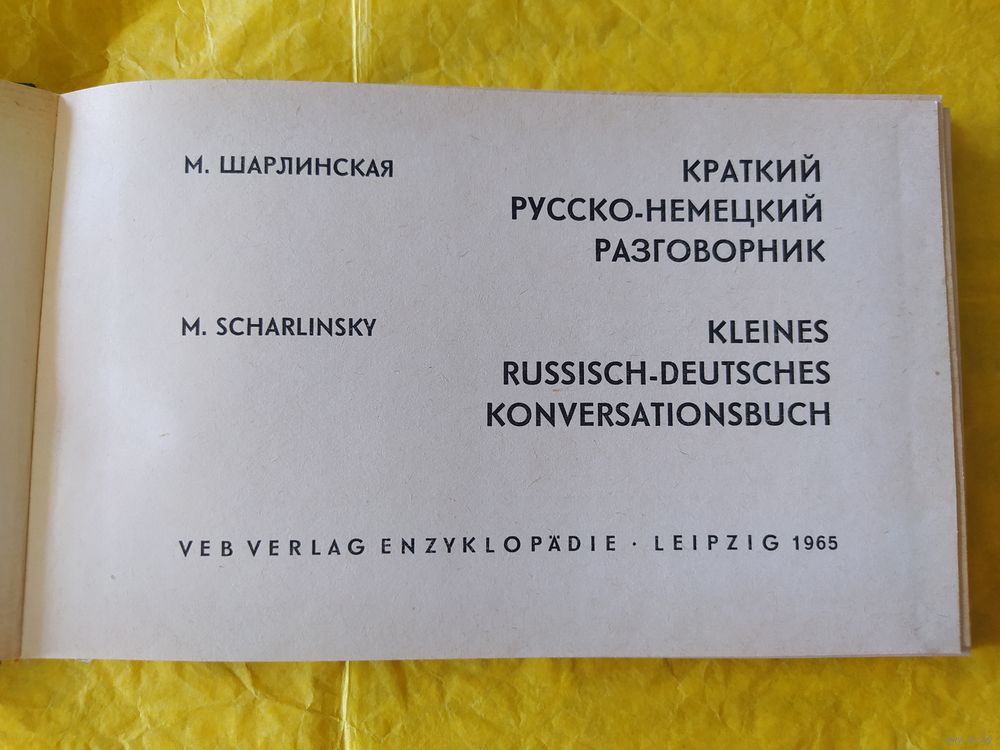 М. ШАРЛИНСКАЯ
КРАТКИЙ
РУССКО-НЕМЕЦКИЙ
РАЗГОВОРНИК
M. SCHARLINSKY
KLEINES
RUSSISCH-DEUTSCHES
KONVERSATIONSBUCH
VEB VERLAG ENZYKLOPÄDIE · LEIPZIG 1965